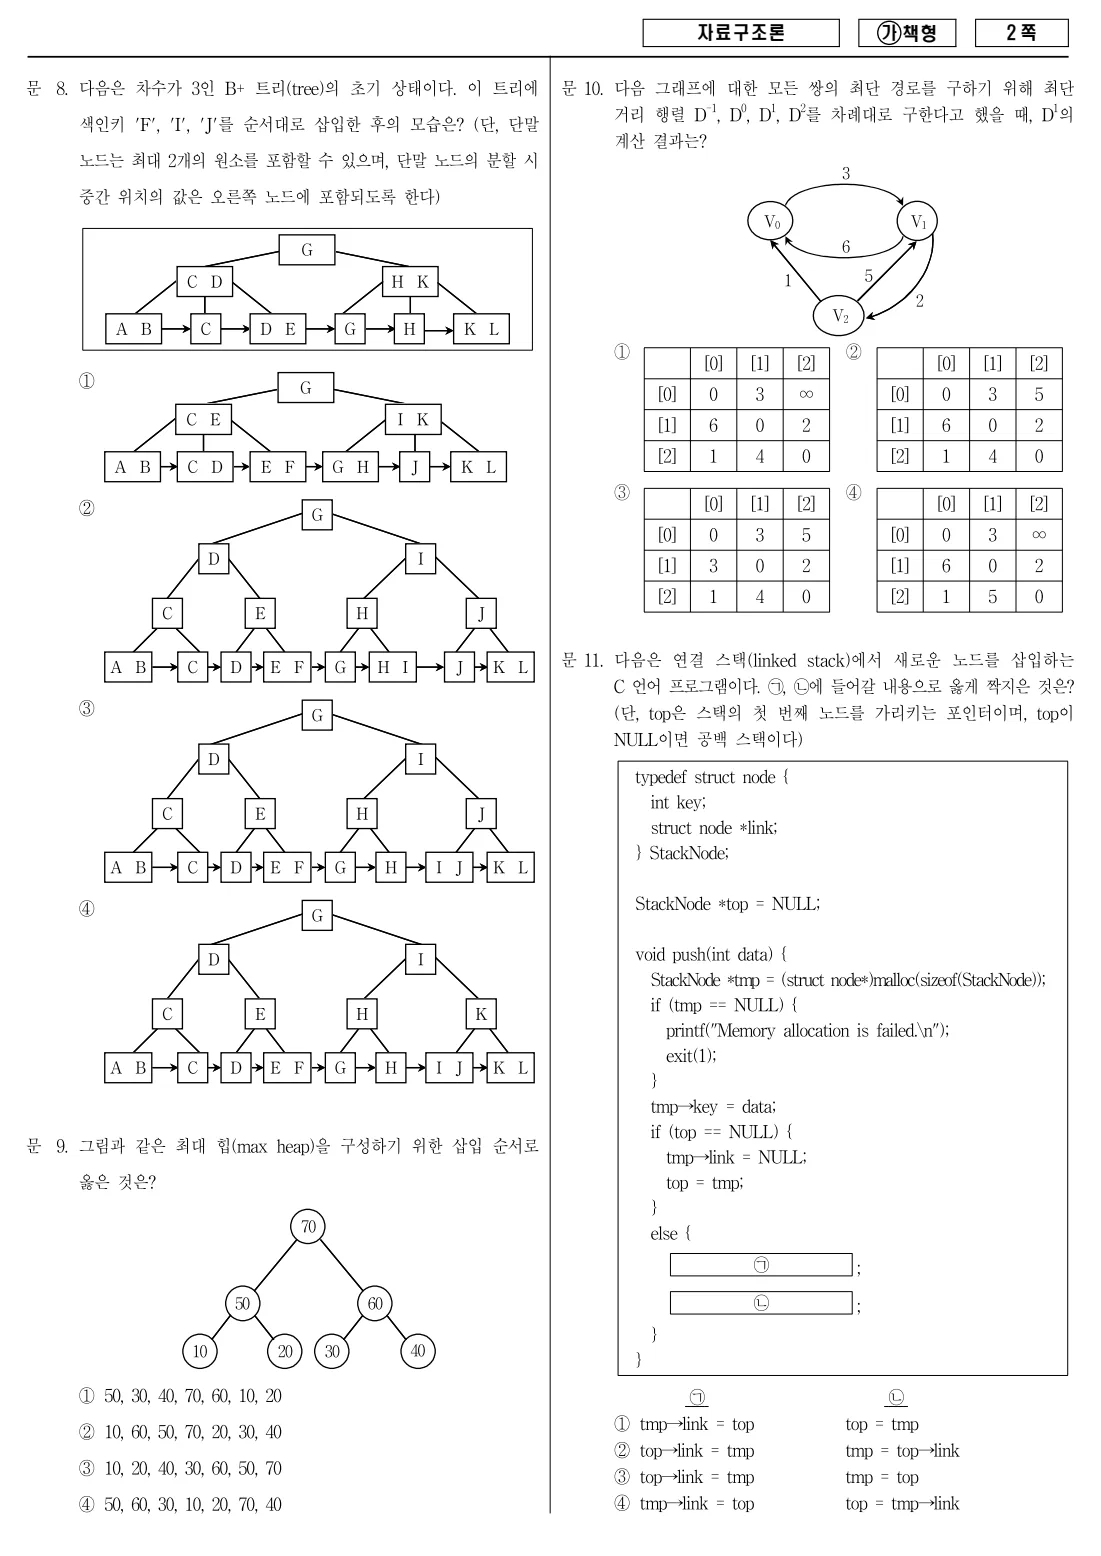 자료구조론
㉮책형
2쪽
문 8. 다음은 차수가 3인 B+ 트리(tree)의 초기 상태이다. 이 트리에
색인키 ′F′, ′I′, ′J′를 순서대로 삽입한 후의 모습은? (단, 단말
노드는 최대 2개의 원소를 포함할 수 있으며, 단말 노드의 분할 시
중간 위치의 값은 오른쪽 노드에 포함되도록 한다)
G
C D H K
A B C D E G H K L
①
G
C E I K
A B C D E F G H J K L
②
G
D I
C E H J
A B C D E F G H I J K L
③
G
D I
C E H J
A B C D E F G H I J K L
④
G
D I
C E H K
A B C D E F G H I J K L
문 9. 그림과 같은 최대 힙(max heap)을 구성하기 위한 삽입 순서로
옳은 것은?
70
50 60
10 20 30 40
① 50, 30, 40, 70, 60, 10, 20
② 10, 60, 50, 70, 20, 30, 40
③ 10, 20, 40, 30, 60, 50, 70
④ 50, 60, 30, 10, 20, 70, 40
문 10. 다음 그래프에 대한 모든 쌍의 최단 경로를 구하기 위해 최단
거리 행렬 D⁻¹, D⁰, D¹, D²를 차례대로 구한다고 했을 때, D¹의
계산 결과는?
3
V₀ V₁
6
1 5 2
V₂
①
[0] [1] [2]
[0] 0 3 ∞
[1] 6 0 2
[2] 1 4 0
②
[0] [1] [2]
[0] 0 3 5
[1] 6 0 2
[2] 1 4 0
③
[0] [1] [2]
[0] 0 3 5
[1] 3 0 2
[2] 1 4 0
④
[0] [1] [2]
[0] 0 3 ∞
[1] 6 0 2
[2] 1 5 0
문 11. 다음은 연결 스택(linked stack)에서 새로운 노드를 삽입하는
C 언어 프로그램이다. ㉠, ㉡에 들어갈 내용으로 옳게 짝지은 것은?
(단, top은 스택의 첫 번째 노드를 가리키는 포인터이며, top이
NULL이면 공백 스택이다)
typedef struct node {
int key;
struct node *link;
} StackNode;
StackNode *top = NULL;
void push(int data) {
StackNode *tmp = (struct node*)malloc(sizeof(StackNode));
if (tmp == NULL) {
printf("Memory allocation is failed.\n");
exit(1);
}
tmp→key = data;
if (top == NULL) {
tmp→link = NULL;
top = tmp;
}
else {
㉠ ;
㉡ ;
}
}
㉠ ㉡
① tmp→link = top top = tmp
② top→link = tmp tmp = top→link
③ top→link = tmp tmp = top
④ tmp→link = top top = tmp→link